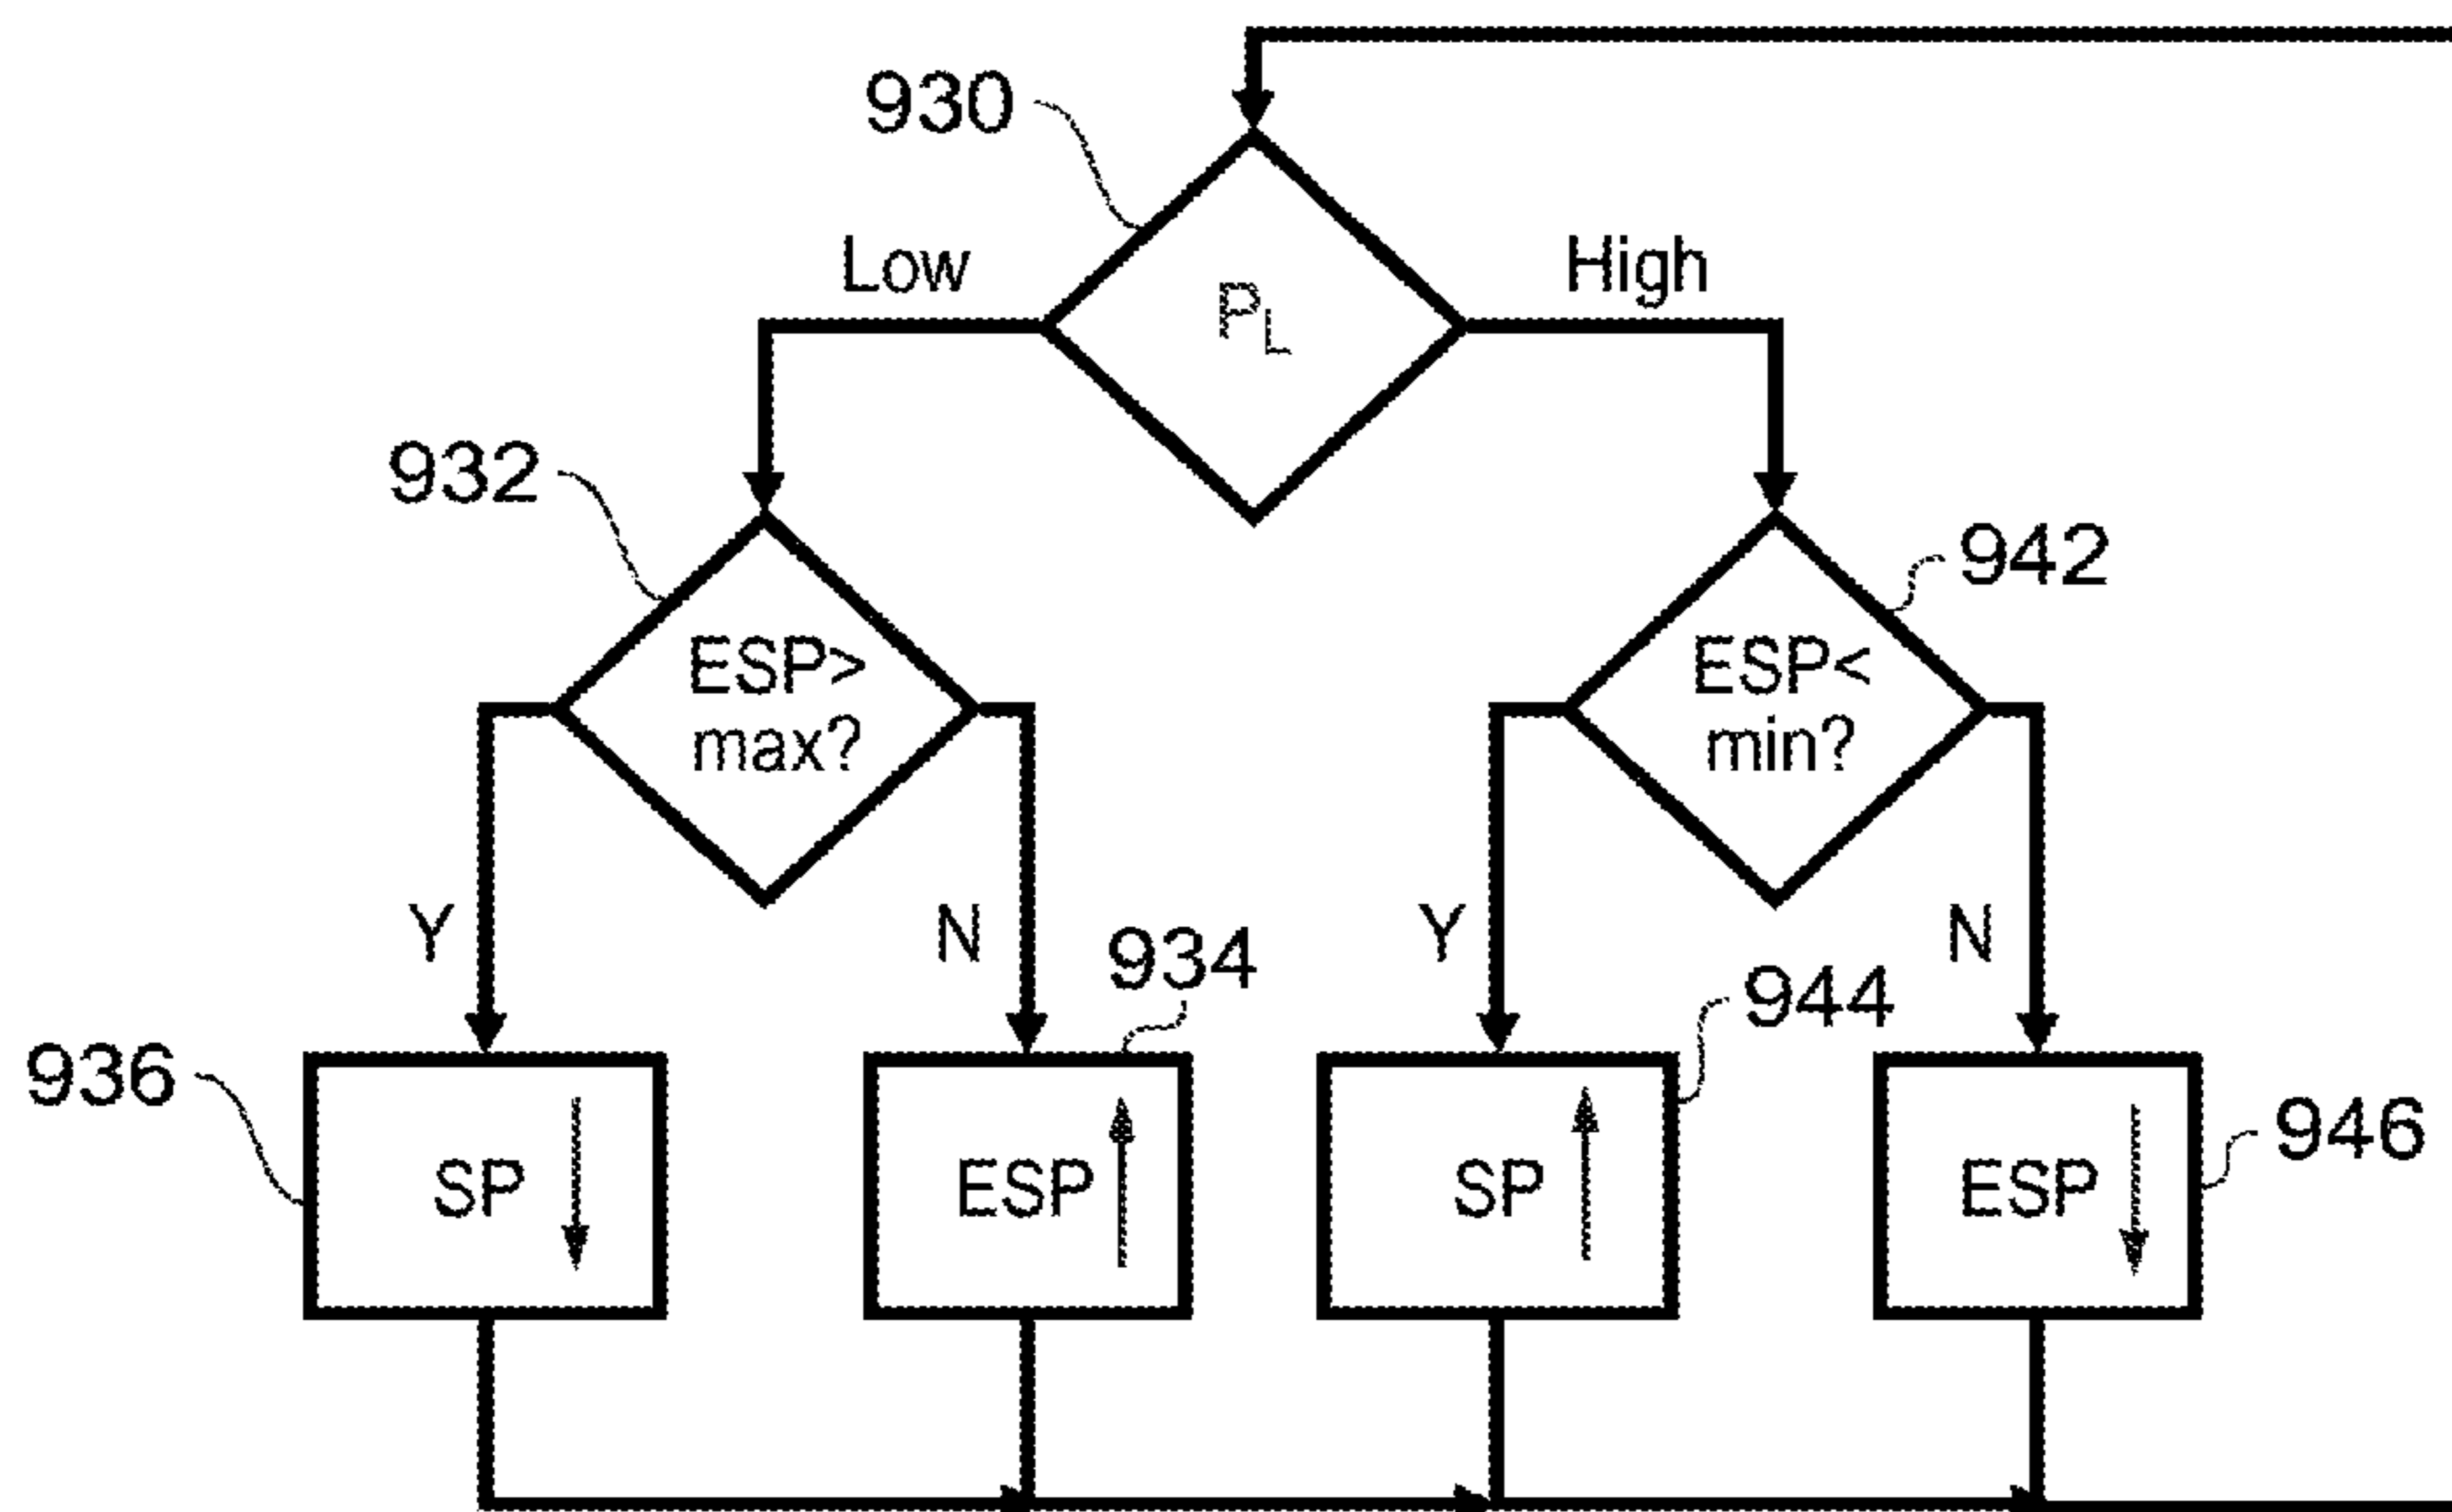 930
Low
High
PL
932
942
ESP>
max?
ESP<
min?
Y
N
Y
N
934
944
936
946
SP
ESP
SP
ESP